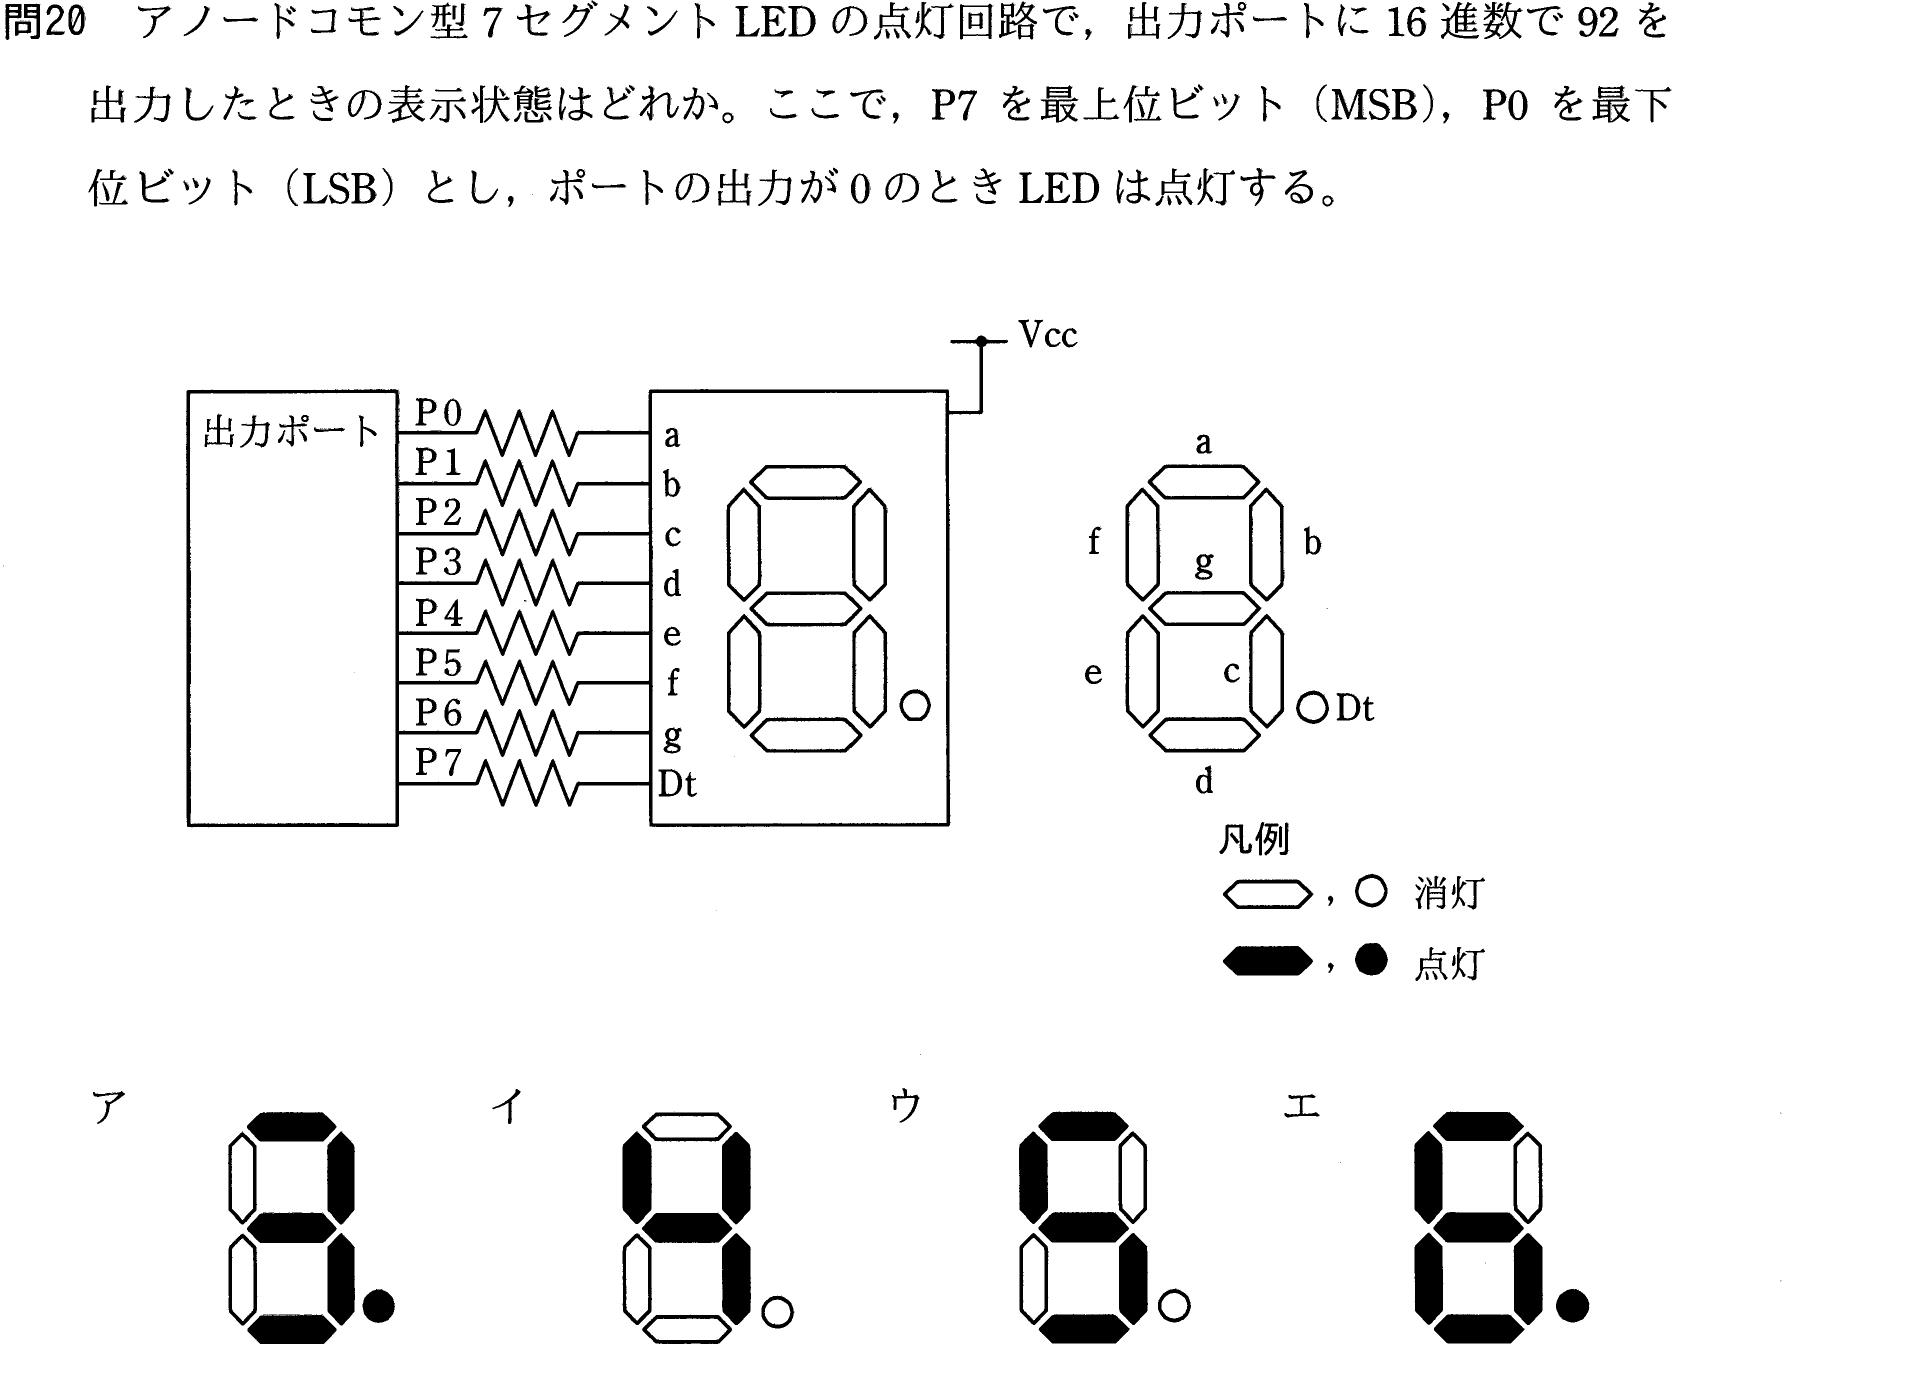 問20 アノードコモン型7セグメント LED の点灯回路で，出力ポートに 16 進数で 92 を
出力したときの表示状態はどれか。ここで，P7 を最上位ビット（MSB），P0 を最下
位ビット（LSB）とし，ポートの出力が 0 のとき LED は点灯する。
Vcc
出力ポート
P0
P1
P2
P3
P4
P5
P6
P7
a
b
c
d
e
f
g
Dt
a
f
b
g
e
c
Dt
d
凡例
， 消灯
， 点灯
ア
イ
ウ
エ